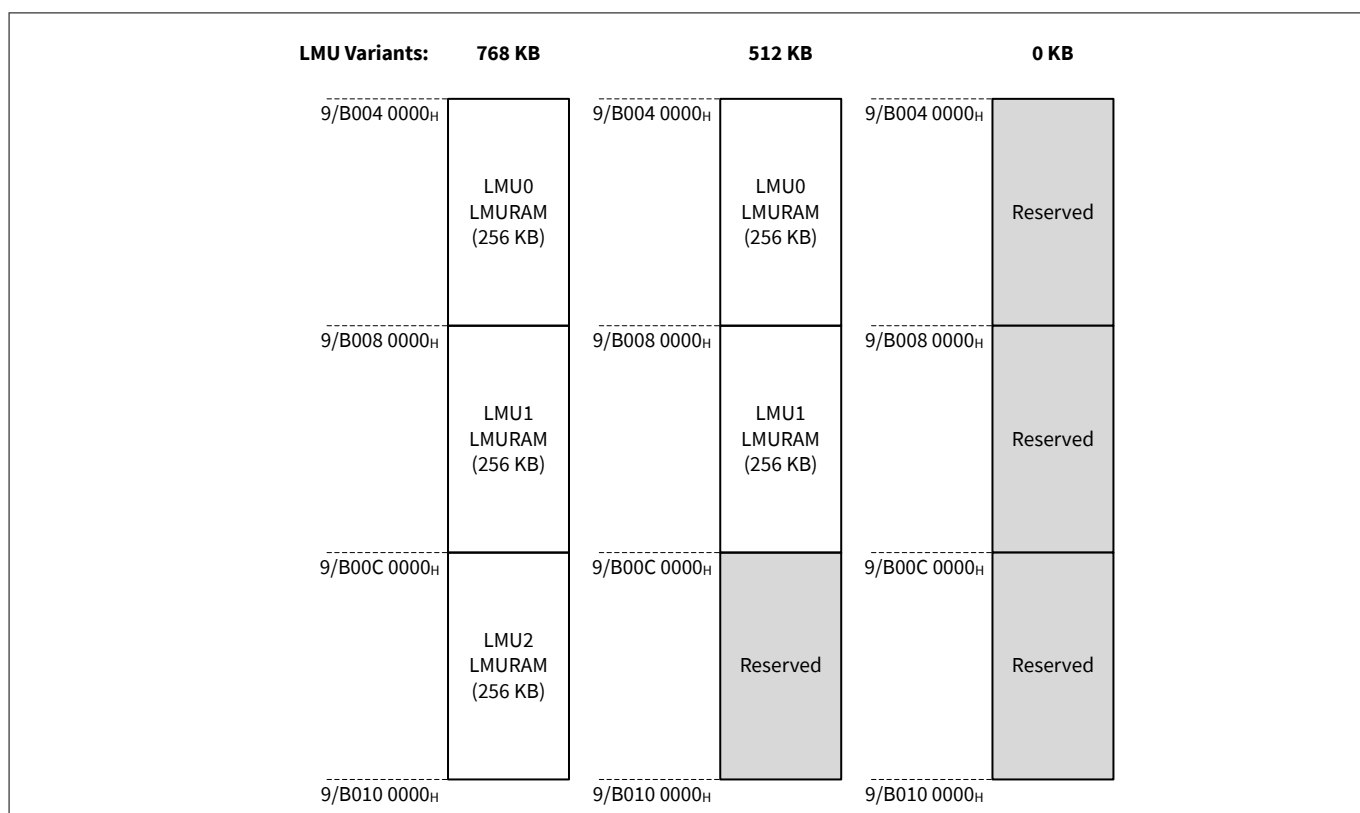 LMU Variants: 768 KB 512 KB 0 KB
9/B004 0000H 9/B004 0000H 9/B004 0000H
LMU0 LMU0
LMURAM LMURAM Reserved
(256 KB) (256 KB)
9/B008 0000H 9/B008 0000H 9/B008 0000H
LMU1 LMU1
LMURAM LMURAM Reserved
(256 KB) (256 KB)
9/B00C 0000H 9/B00C 0000H 9/B00C 0000H
LMU2
LMURAM Reserved Reserved
(256 KB)
9/B010 0000H 9/B010 0000H 9/B010 0000H